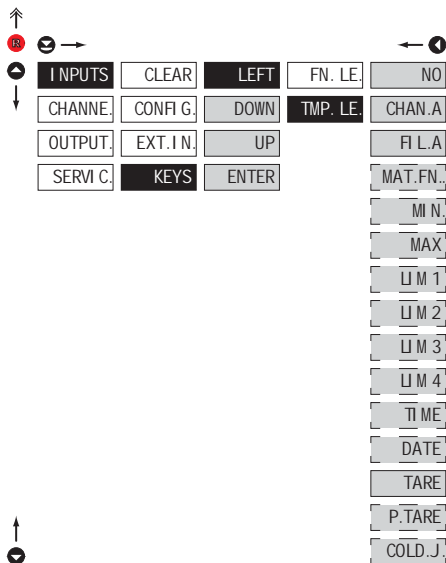 R
INPUTS CLEAR LEFT FN. LE. NO
CHANNE. CONFIG. DOWN TMP. LE. CHAN.A
OUTPUT. EXT.IN. UP FIL.A
SERVIC. KEYS ENTER MAT.FN.
MIN.
MAX
LIM 1
LIM 2
LIM 3
LIM 4
TIME
DATE
TARE
P.TARE
COLD.J.